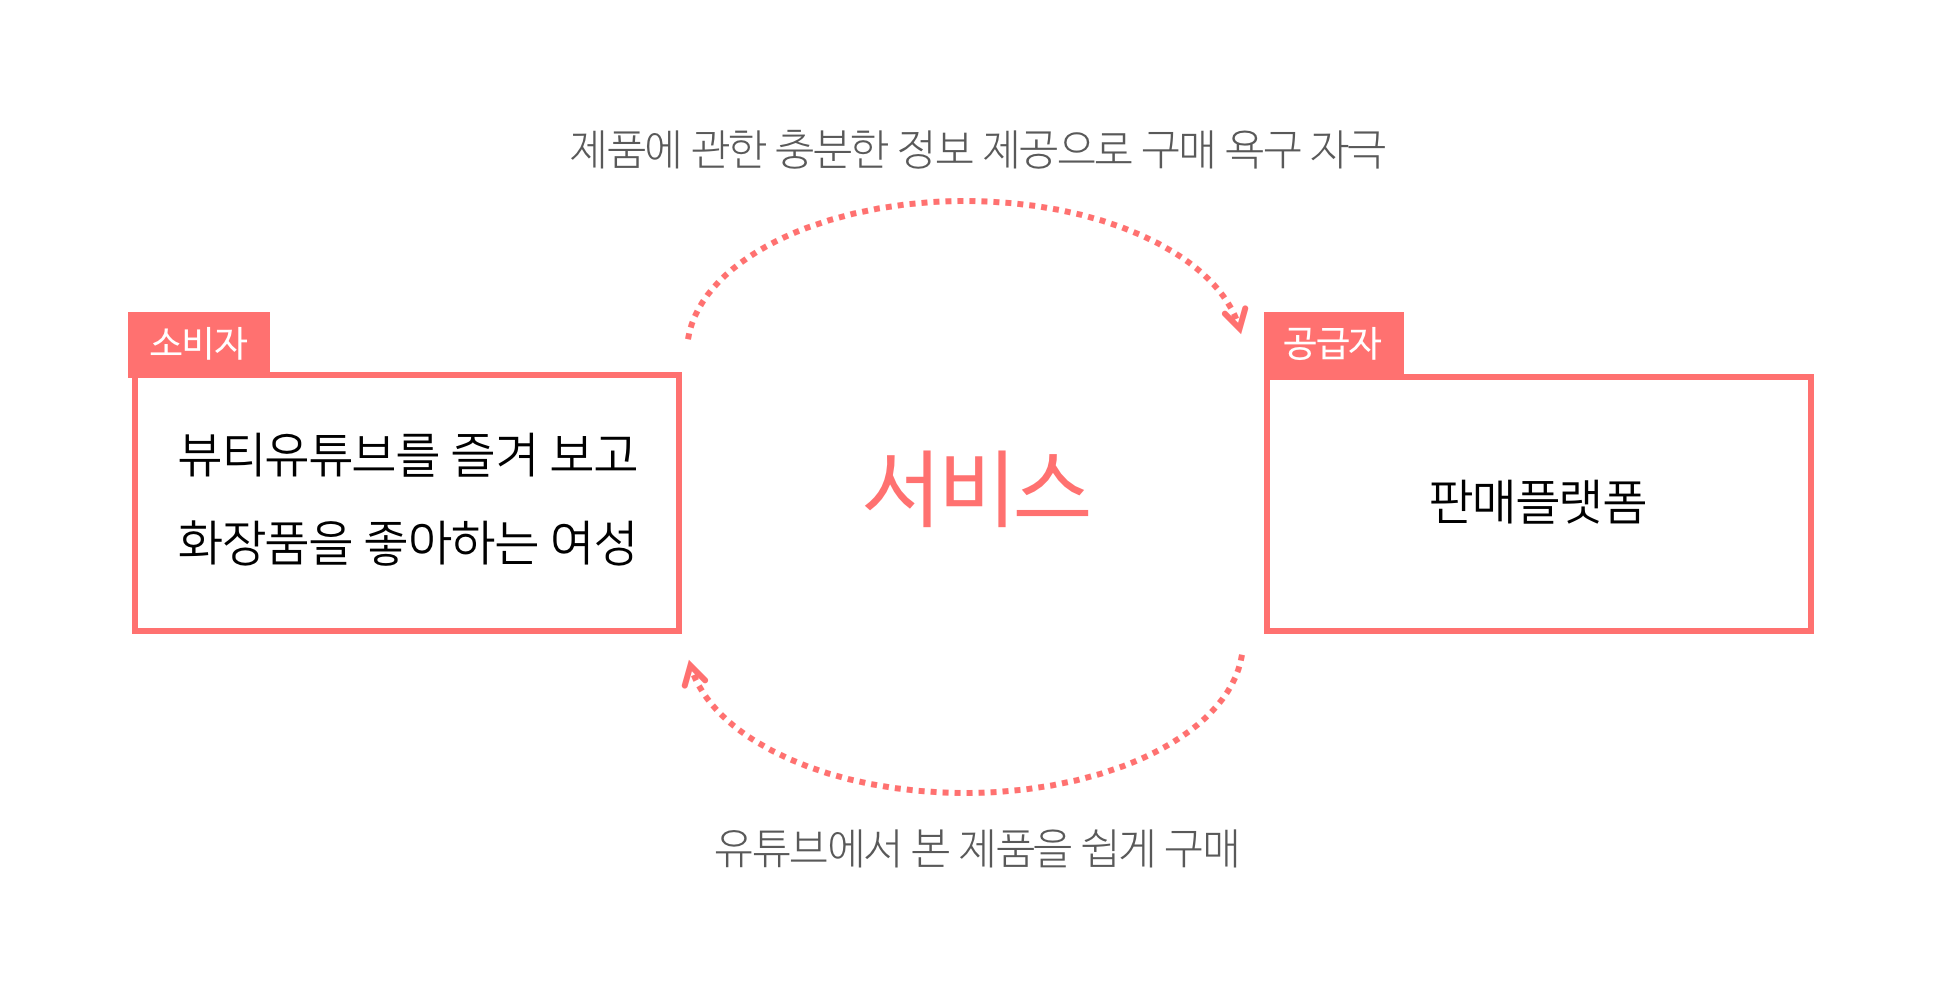 제품에 관한 충분한 정보 제공으로 구매 욕구 자극
소비자
뷰티유튜브를 즐겨 보고
화장품을 좋아하는 여성
서비스
공급자
판매플랫폼
유튜브에서 본 제품을 쉽게 구매